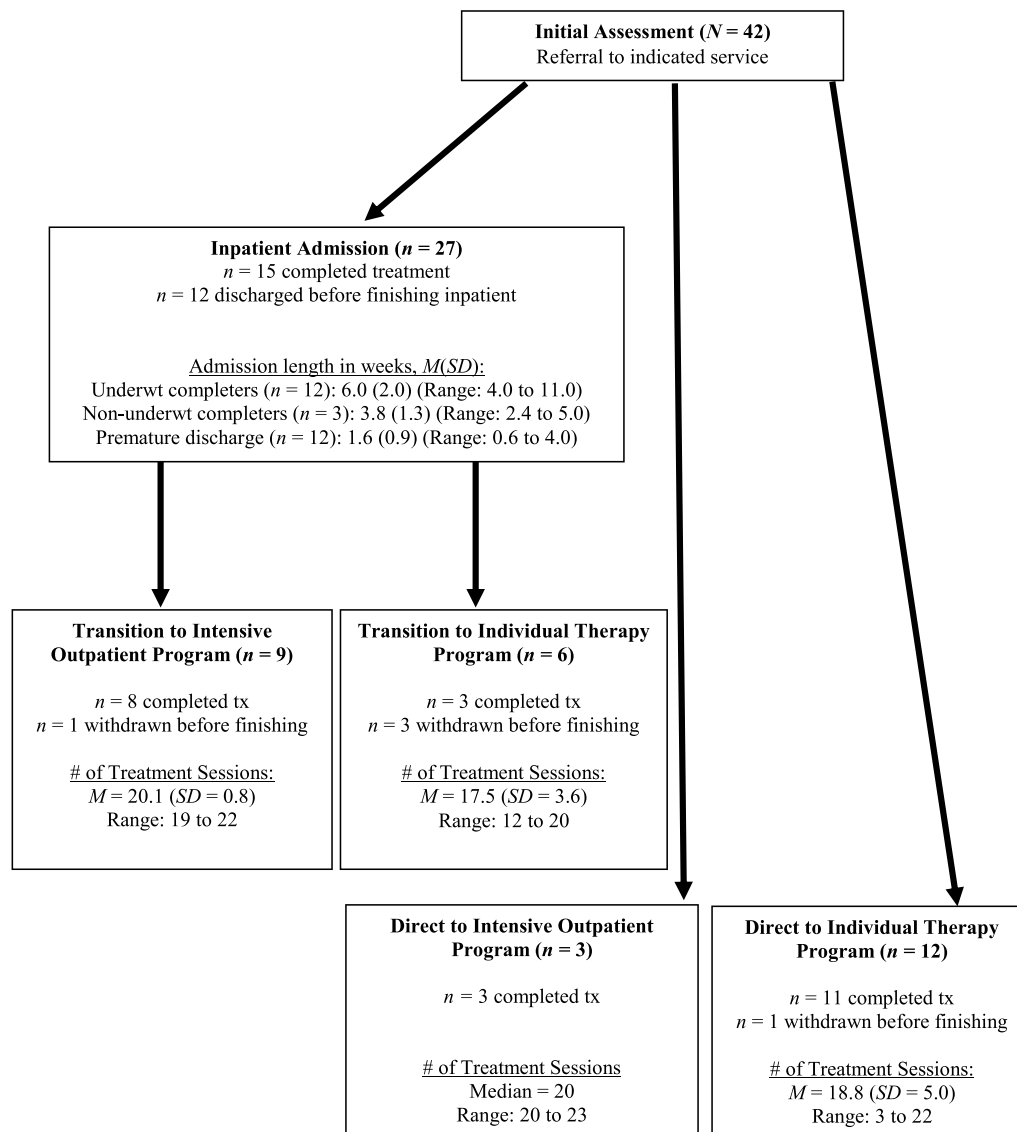 Initial Assessment (N = 42)
Referral to indicated service
Inpatient Admission (n = 27)
n = 15 completed treatment
n = 12 discharged before finishing inpatient
Admission length in weeks, M(SD):
Underwt completers (n = 12): 6.0 (2.0) (Range: 4.0 to 11.0)
Non-underwt completers (n = 3): 3.8 (1.3) (Range: 2.4 to 5.0)
Premature discharge (n = 12): 1.6 (0.9) (Range: 0.6 to 4.0)
Transition to Intensive
Outpatient Program (n = 9)
n = 8 completed tx
n = 1 withdrawn before finishing
# of Treatment Sessions:
M = 20.1 (SD = 0.8)
Range: 19 to 22
Transition to Individual Therapy
Program (n = 6)
n = 3 completed tx
n = 3 withdrawn before finishing
# of Treatment Sessions:
M = 17.5 (SD = 3.6)
Range: 12 to 20
Direct to Intensive Outpatient
Program (n = 3)
n = 3 completed tx
# of Treatment Sessions
Median = 20
Range: 20 to 23
Direct to Individual Therapy
Program (n = 12)
n = 11 completed tx
n = 1 withdrawn before finishing
# of Treatment Sessions:
M = 18.8 (SD = 5.0)
Range: 3 to 22